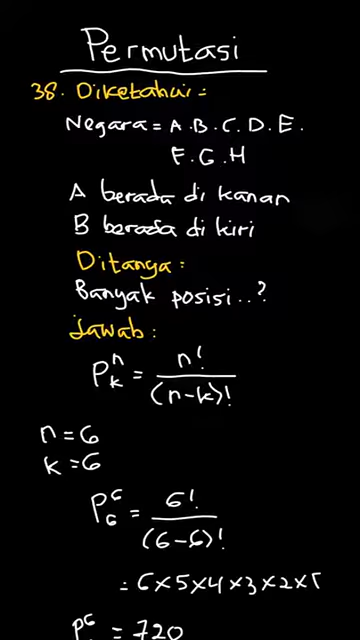 Permutasi
38. Diketahui =
Negara = A . B . C . D . E .
F . G . H
A berada di kanan
B berada di kiri
Ditanya :
Banyak posisi..?
Jawab :
P^n_k = n! / (n-k)!
n = 6
k = 6
P^6_6 = 6! / (6-6)!
= 6 x 5 x 4 x 3 x 2 x 1
P^6 = 720